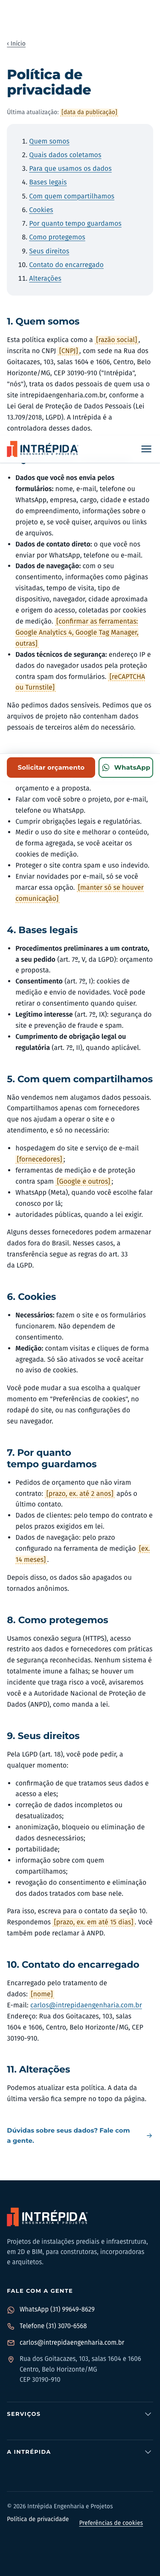 ‹ Início
Política de
privacidade
Última atualização: [data da publicação]
1. Quem somos
2. Quais dados coletamos
3. Para que usamos os dados
4. Bases legais
5. Com quem compartilhamos
6. Cookies
7. Por quanto tempo guardamos
8. Como protegemos
9. Seus direitos
10. Contato do encarregado
11. Alterações
1. Quem somos
Esta política explica como a [razão social],
inscrita no CNPJ [CNPJ], com sede na Rua dos
Goitacazes, 103, salas 1604 e 1606, Centro, Belo
Horizonte/MG, CEP 30190-910 ("Intrépida",
"nós"), trata os dados pessoais de quem usa o
site intrepidaengenharia.com.br, conforme a
Lei Geral de Proteção de Dados Pessoais (Lei
13.709/2018, LGPD). A Intrépida é a
controladora desses dados.
INTRÉPIDA
ENGENHARIA E PROJETOS
Dados que você nos envia pelos
formulários: nome, e-mail, telefone ou
WhatsApp, empresa, cargo, cidade e estado
do empreendimento, informações sobre o
projeto e, se você quiser, arquivos ou links
de arquivos.
Dados de contato direto: o que você nos
enviar por WhatsApp, telefone ou e-mail.
Dados de navegação: como o seu
consentimento, informações como páginas
visitadas, tempo de visita, tipo de
dispositivo, navegador, cidade aproximada
e origem do acesso, coletadas por cookies
de medição. [confirmar as ferramentas:
Google Analytics 4, Google Tag Manager,
outras]
Dados técnicos de segurança: endereço IP e
dados do navegador usados na proteção
contra spam dos formulários. [reCAPTCHA
ou Turnstile]
Não pedimos dados sensíveis. Pedimos que os
arquivos de projeto não contenham dados
pessoais de terceiros além do necessário.
Solicitar orçamento
WhatsApp
orçamento e a proposta.
Falar com você sobre o projeto, por e-mail,
telefone ou WhatsApp.
Cumprir obrigações legais e regulatórias.
Medir o uso do site e melhorar o conteúdo,
de forma agregada, se você aceitar os
cookies de medição.
Proteger o site contra spam e uso indevido.
Enviar novidades por e-mail, só se você
marcar essa opção. [manter só se houver
comunicação]
4. Bases legais
Procedimentos preliminares a um contrato,
a seu pedido (art. 7º, V, da LGPD): orçamento
e proposta.
Consentimento (art. 7º, I): cookies de
medição e envio de novidades. Você pode
retirar o consentimento quando quiser.
Legítimo interesse (art. 7º, IX): segurança do
site e prevenção de fraude e spam.
Cumprimento de obrigação legal ou
regulatória (art. 7º, II), quando aplicável.
5. Com quem compartilhamos
Não vendemos nem alugamos dados pessoais.
Compartilhamos apenas com fornecedores
que nos ajudam a operar o site e o
atendimento, e só no necessário:
hospedagem do site e serviço de e-mail
[fornecedores];
ferramentas de medição e de proteção
contra spam [Google e outros];
WhatsApp (Meta), quando você escolhe falar
conosco por lá;
autoridades públicas, quando a lei exigir.
Alguns desses fornecedores podem armazenar
dados fora do Brasil. Nesses casos, a
transferência segue as regras do art. 33
da LGPD.
6. Cookies
Necessários: fazem o site e os formulários
funcionarem. Não dependem de
consentimento.
Medição: contam visitas e cliques de forma
agregada. Só são ativados se você aceitar
no aviso de cookies.
Você pode mudar a sua escolha a qualquer
momento em "Preferências de cookies", no
rodapé do site, ou nas configurações do
seu navegador.
7. Por quanto
tempo guardamos
Pedidos de orçamento que não viram
contrato: [prazo, ex. até 2 anos] após o
último contato.
Dados de clientes: pelo tempo do contrato e
pelos prazos exigidos em lei.
Dados de navegação: pelo prazo
configurado na ferramenta de medição [ex.
14 meses].
Depois disso, os dados são apagados ou
tornados anônimos.
8. Como protegemos
Usamos conexão segura (HTTPS), acesso
restrito aos dados e fornecedores com práticas
de segurança reconhecidas. Nenhum sistema é
totalmente imune a falhas; se houver um
incidente que traga risco a você, avisaremos
você e a Autoridade Nacional de Proteção de
Dados (ANPD), como manda a lei.
9. Seus direitos
Pela LGPD (art. 18), você pode pedir, a
qualquer momento:
confirmação de que tratamos seus dados e
acesso a eles;
correção de dados incompletos ou
desatualizados;
anonimização, bloqueio ou eliminação de
dados desnecessários;
portabilidade;
informação sobre com quem
compartilhamos;
revogação do consentimento e eliminação
dos dados tratados com base nele.
Para isso, escreva para o contato da seção 10.
Respondemos [prazo, ex. em até 15 dias]. Você
também pode reclamar à ANPD.
10. Contato do encarregado
Encarregado pelo tratamento de
dados: [nome]
E-mail: carlos@intrepidaengenharia.com.br
Endereço: Rua dos Goitacazes, 103, salas
1604 e 1606, Centro, Belo Horizonte/MG, CEP
30190-910.
11. Alterações
Podemos atualizar esta política. A data da
última versão fica sempre no topo da página.
Dúvidas sobre seus dados? Fale com
a gente.
INTRÉPIDA
ENGENHARIA E PROJETOS
Projetos de instalações prediais e infraestrutura,
em 2D e BIM, para construtoras, incorporadoras
e arquitetos.
FALE COM A GENTE
WhatsApp (31) 99649-8629
Telefone (31) 3070-6568
carlos@intrepidaengenharia.com.br
Rua dos Goitacazes, 103, salas 1604 e 1606
Centro, Belo Horizonte/MG
CEP 30190-910
SERVIÇOS
A INTRÉPIDA
© 2026 Intrépida Engenharia e Projetos
Política de privacidade
Preferências de cookies